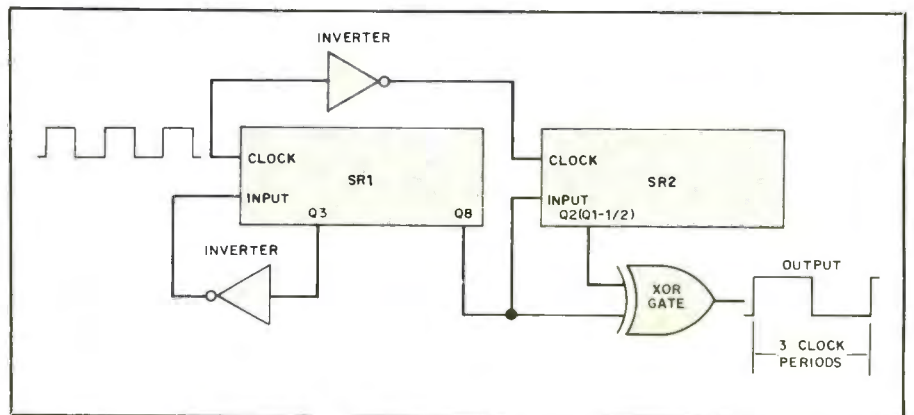 INVERTER
CLOCK
SR1
INPUT
Q3
Q8
INVERTER
CLOCK
SR2
INPUT
Q2(Q1-1/2)
XOR
GATE
OUTPUT
3 CLOCK
PERIODS